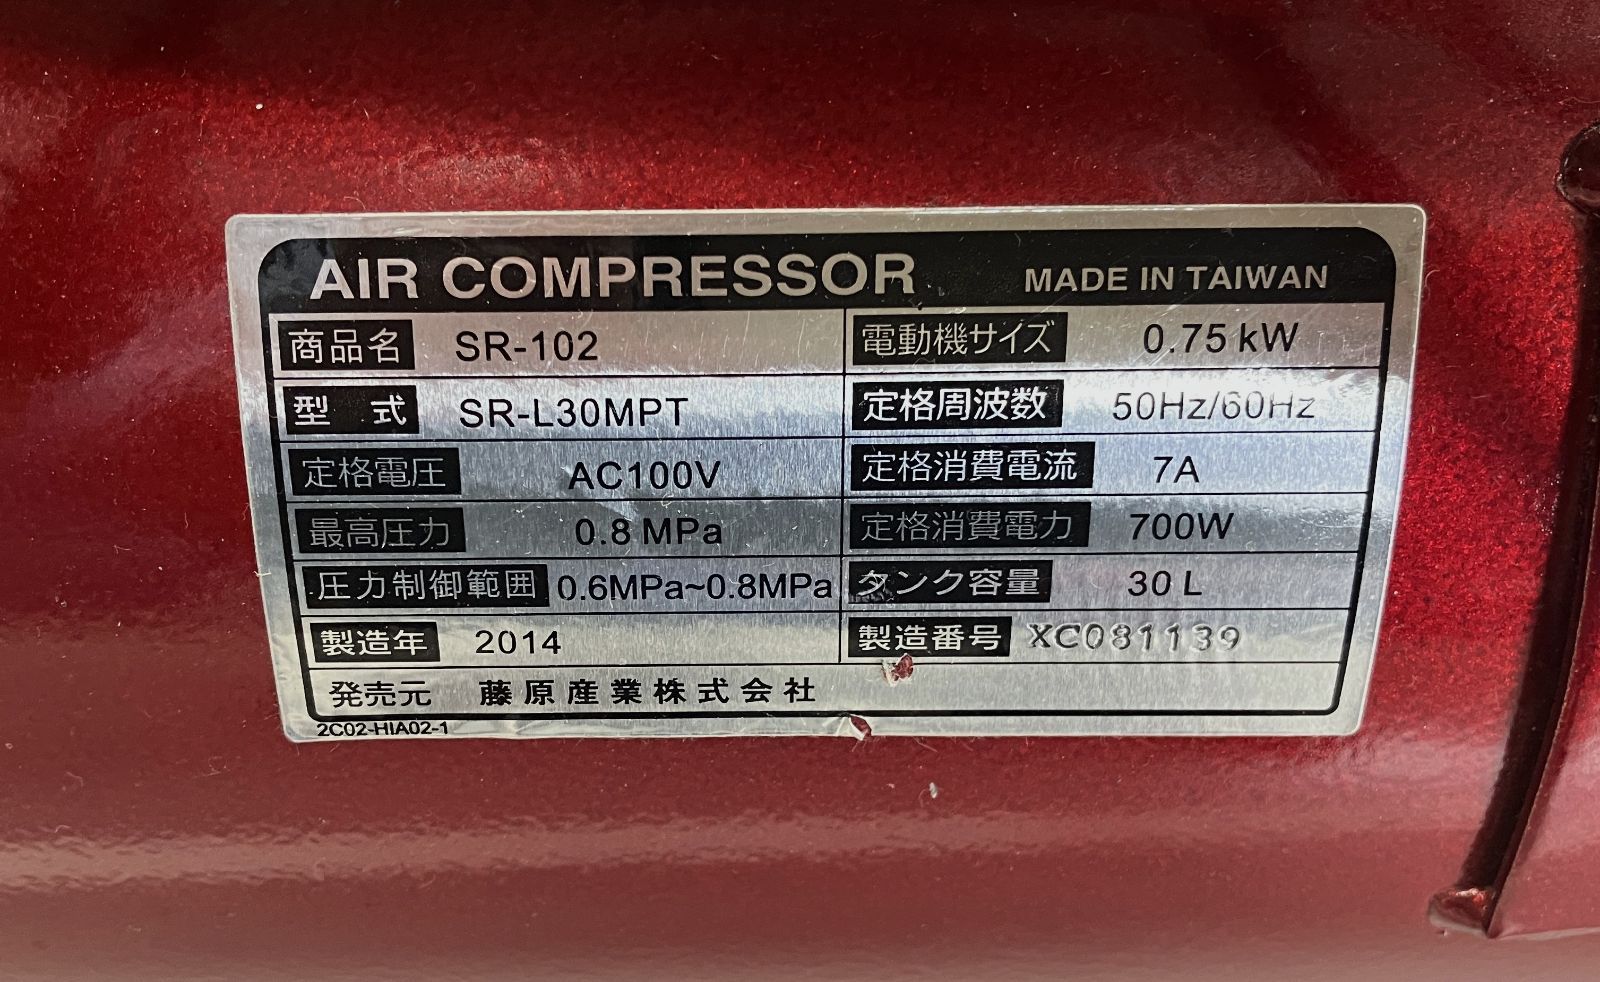 AIR COMPRESSOR MADE IN TAIWAN
商品名 SR-102 電動機サイズ 0.75 kW
型 式 SR-L30MPT 定格周波数 50Hz/60Hz
定格電圧 AC100V 定格消費電流 7A
最高圧力 0.8 MPa 定格消費電力 700W
圧力制御範囲 0.6MPa~0.8MPa タンク容量 30 L
製造年 2014 製造番号 XC081139
発売元 藤原産業株式会社
2C02-HIA02-1